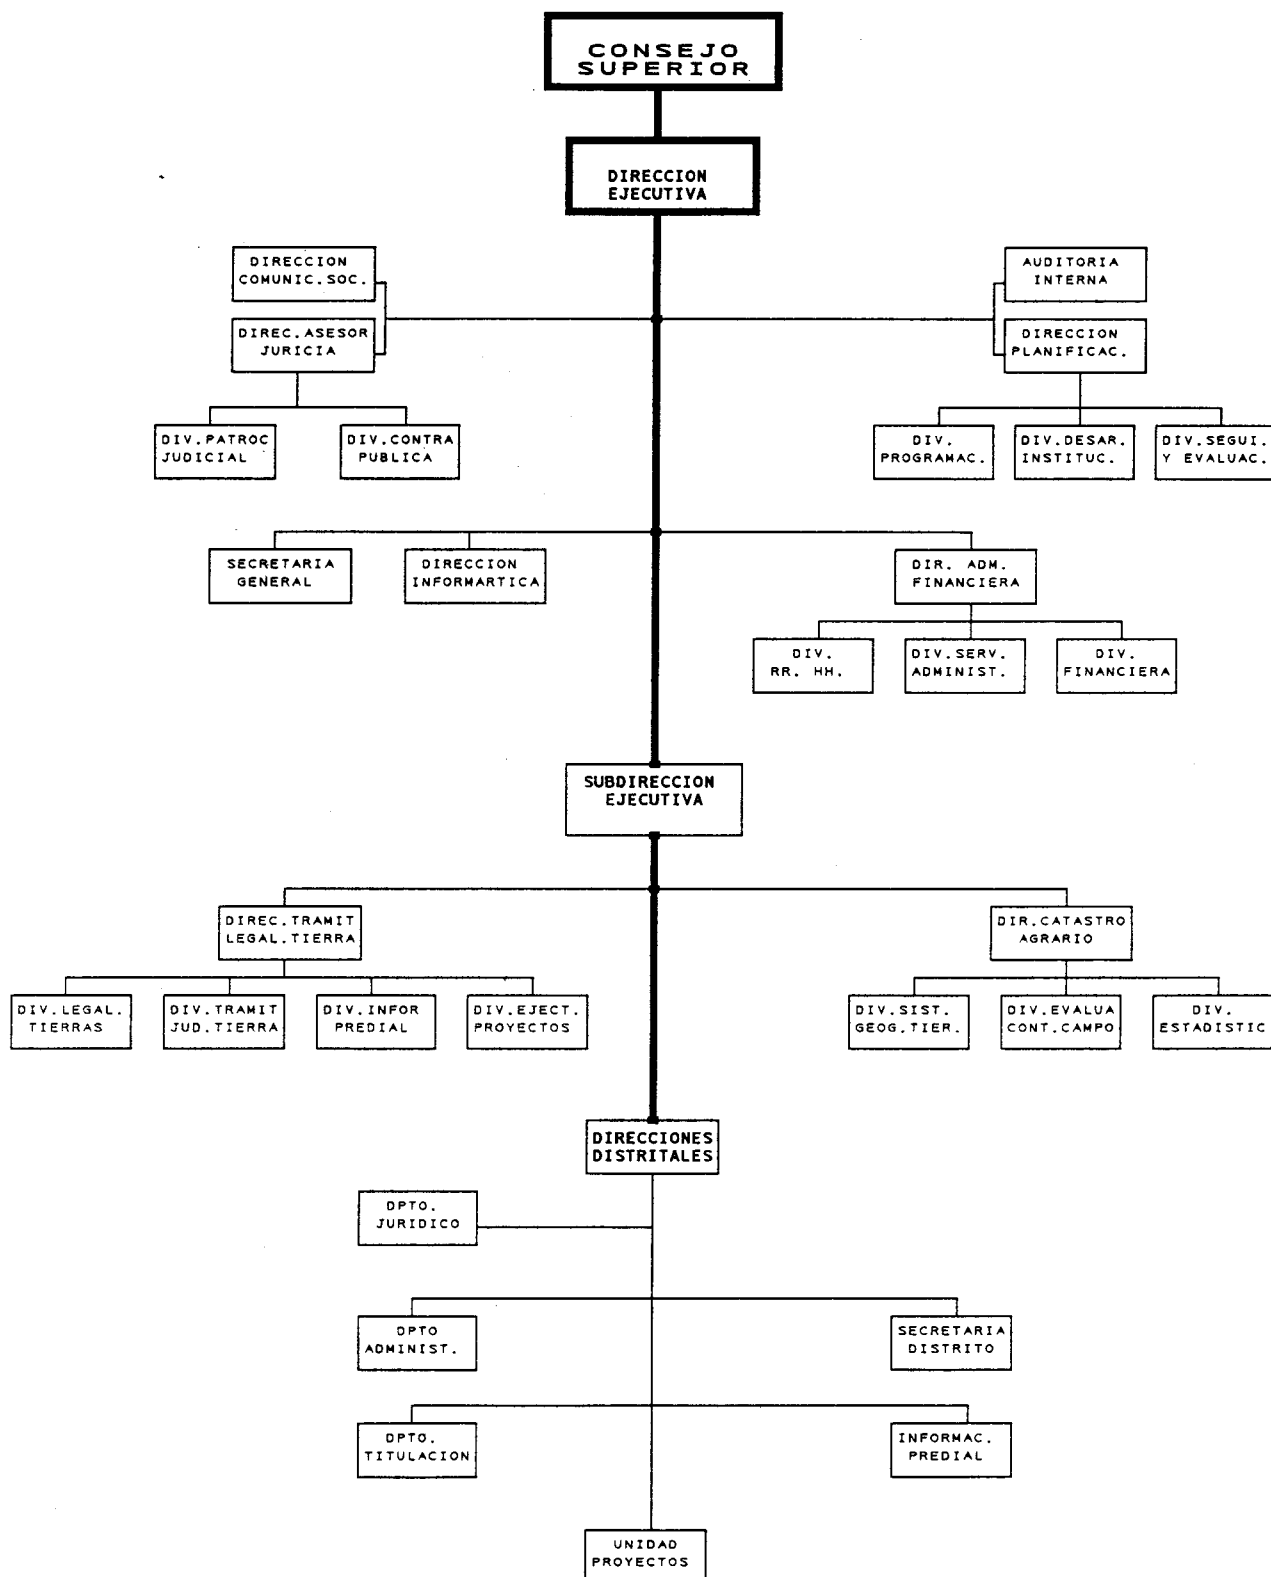 CONSEJO
SUPERIOR
DIRECCION
EJECUTIVA
DIRECCION
COMUNIC.SOC.
AUDITORIA
INTERNA
DIREC.ASESOR
JURICIA
DIRECCION
PLANIFICAC.
DIV.PATROC
JUDICIAL
DIV.CONTRA
PUBLICA
DIV.
PROGRAMAC.
DIV.DESAR.
INSTITUC.
DIV.SEGUI.
Y EVALUAC.
SECRETARIA
GENERAL
DIRECCION
INFORMARTICA
DIR. ADM.
FINANCIERA
DIV.
RR. HH.
DIV.SERV.
ADMINIST.
DIV.
FINANCIERA
SUBDIRECCION
EJECUTIVA
DIREC.TRAMIT
LEGAL.TIERRA
DIR.CATASTRO
AGRARIO
DIV.LEGAL.
TIERRAS
DIV.TRAMIT
JUD.TIERRA
DIV.INFOR
PREDIAL
DIV.EJECT.
PROYECTOS
DIV.SIST.
GEOG.TIER.
DIV.EVALUA
CONT.CAMPO
DIV.
ESTADISTIC
DIRECCIONES
DISTRITALES
DPTO.
JURIDICO
DPTO
ADMINIST.
SECRETARIA
DISTRITO
DPTO.
TITULACION
INFORMAC.
PREDIAL
UNIDAD
PROYECTOS